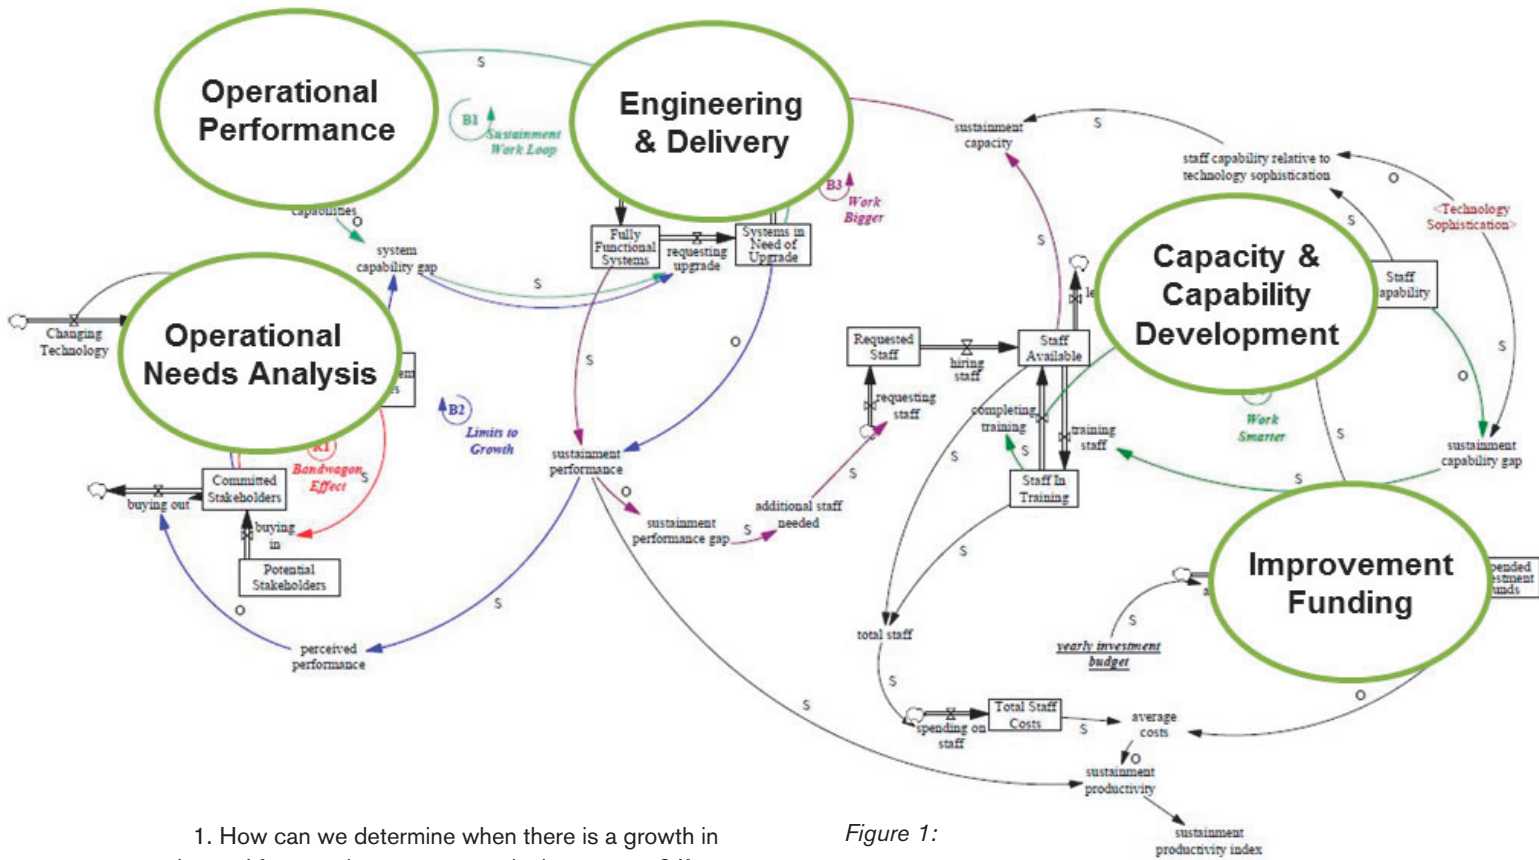 Operational
Performance
Engineering
& Delivery
S
B1
Sustainment
Work Loop
sustainment
capacity
S
staff capability relative to
technology sophistication
O
B3
Work
Bigger
capabilities
O
<Technology
Sophistication>
S
Fully
Functional
Systems
requesting
upgrade
Systems in
Need of
Upgrade
system
capability gap
S
S
Capacity &
Capability
Development
Staff
Changing
Technology
Operational
Needs Analysis
S
O
Requested
Staff
hiring
staff
Staff
Available
S
O
B2
Limits to
Growth
requesting
staff
completing
training
training
staff
Work
Smarter
S
sustainment
capability gap
Bandwagon
Effect
S
sustainment
performance
S
S
S
Committed
Stakeholders
buying out
buying
in
O
sustainment
performance gap
S
additional staff
needed
Staff In
Training
S
Potential
Stakeholders
O
S
S
Improvement
Funding
perceived
performance
total staff
S
yearly investment
budget
S
S
spending on
staff
Total Staff
Costs
S
average
costs
O
O
sustainment
productivity
sustainment
productivity index
1. How can we determine when there is a growth in
Figure 1: